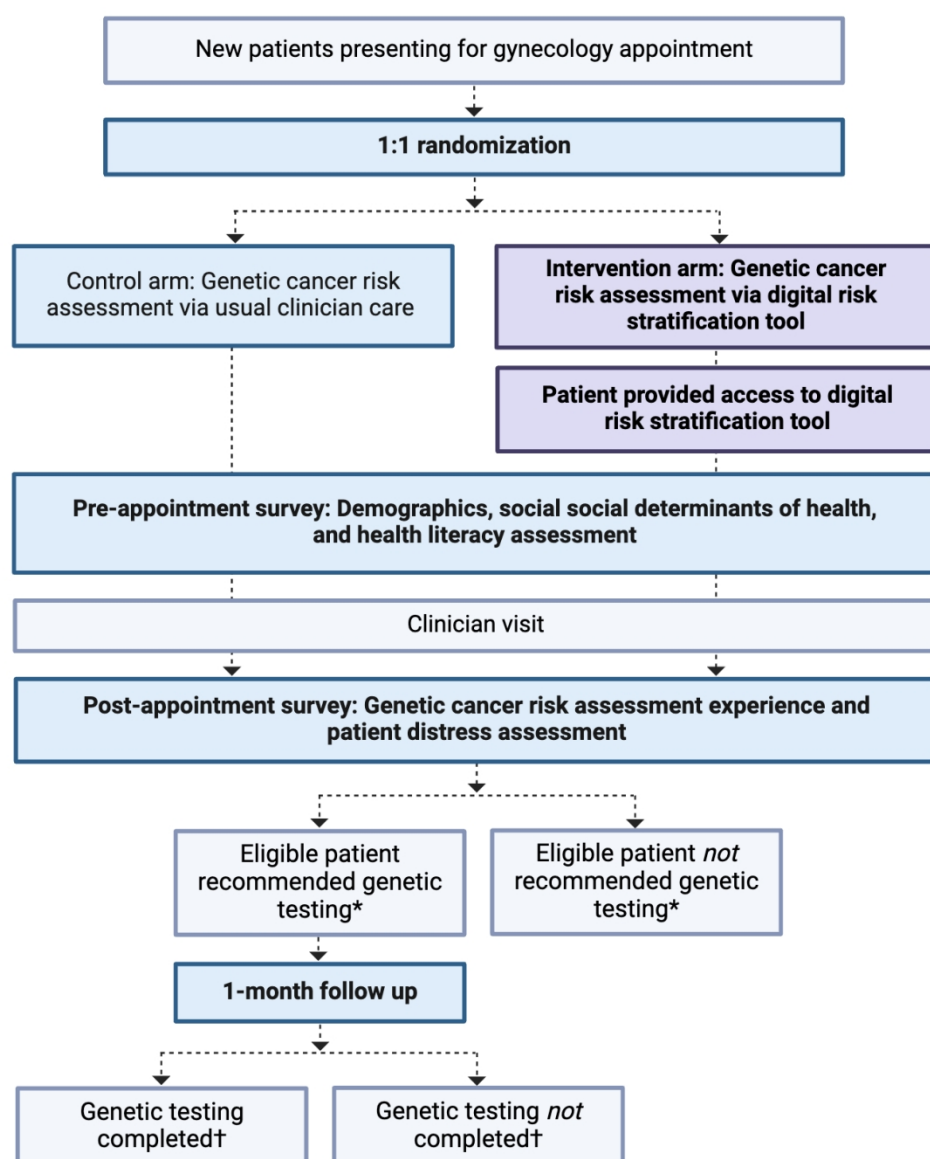 New patients presenting for gynecology appointment
1:1 randomization
Control arm: Genetic cancer risk
assessment via usual clinician care
Intervention arm: Genetic cancer
risk assessment via digital risk
stratification tool
Patient provided access to digital
risk stratification tool
Pre-appointment survey: Demographics, social social determinants of health,
and health literacy assessment
Clinician visit
Post-appointment survey: Genetic cancer risk assessment experience and
patient distress assessment
Eligible patient
recommended genetic
testing*
Eligible patient not
recommended genetic
testing*
1-month follow up
Genetic testing
completed†
Genetic testing not
completed†